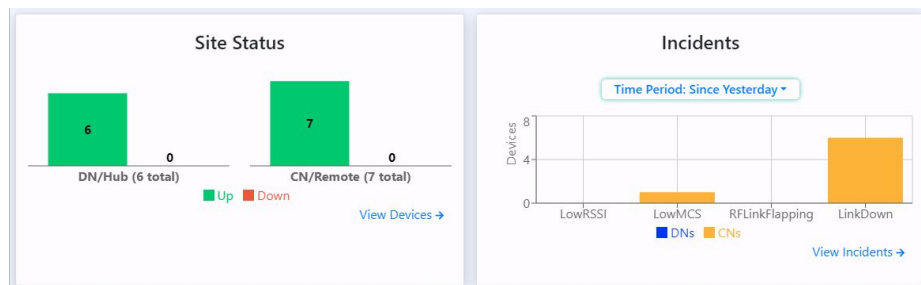 Site Status
6
0
DN/Hub (6 total)
7
0
CN/Remote (7 total)
Up Down
View Devices →
Incidents
Time Period: Since Yesterday
Devices
8
4
0
LowRSSI LowMCS RFLinkFlapping LinkDown
DNs CNs
View Incidents →